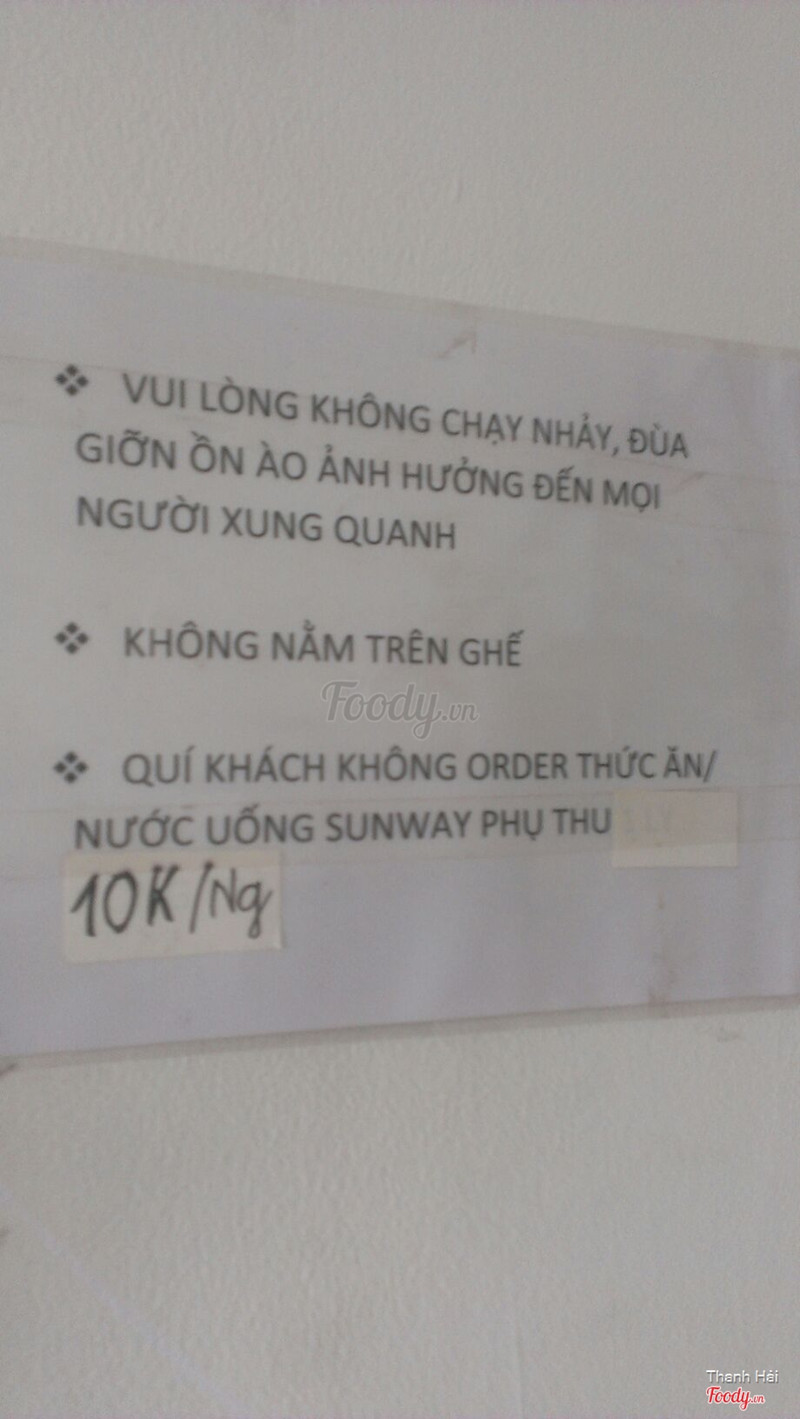 ❖ VUI LÒNG KHÔNG CHẠY NHẢY, ĐÙA
GIỠN ỒN ÀO ẢNH HƯỞNG ĐẾN MỌI
NGƯỜI XUNG QUANH
❖ KHÔNG NẰM TRÊN GHẾ
Foody.vn
❖ QUÍ KHÁCH KHÔNG ORDER THỨC ĂN/
NƯỚC UỐNG SUNWAY PHỤ THU
10K/Ng
Thanh Hải
Foody.vn